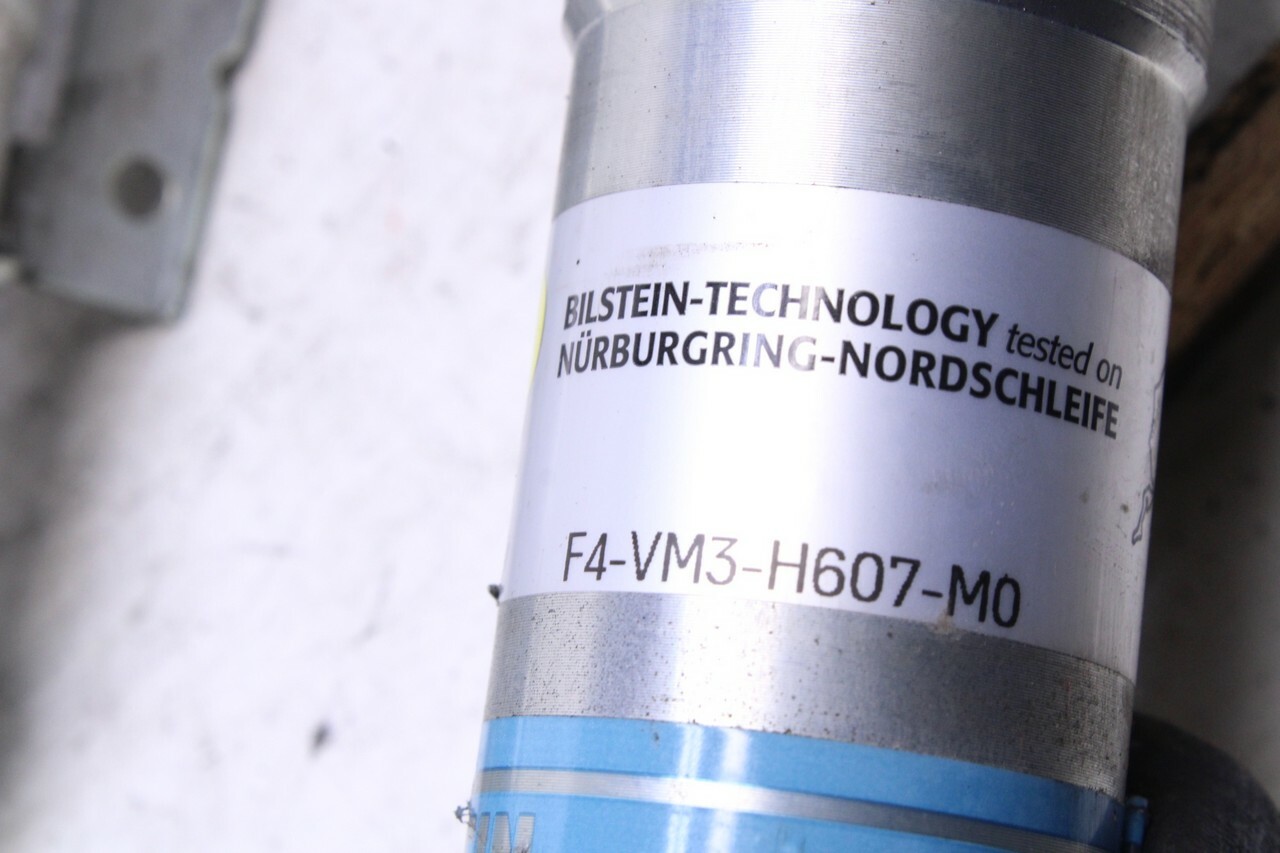 BILSTEIN-TECHNOLOGY tested on
NÜRBURGRING-NORDSCHLEIFE
F4-VM3-H607-M0